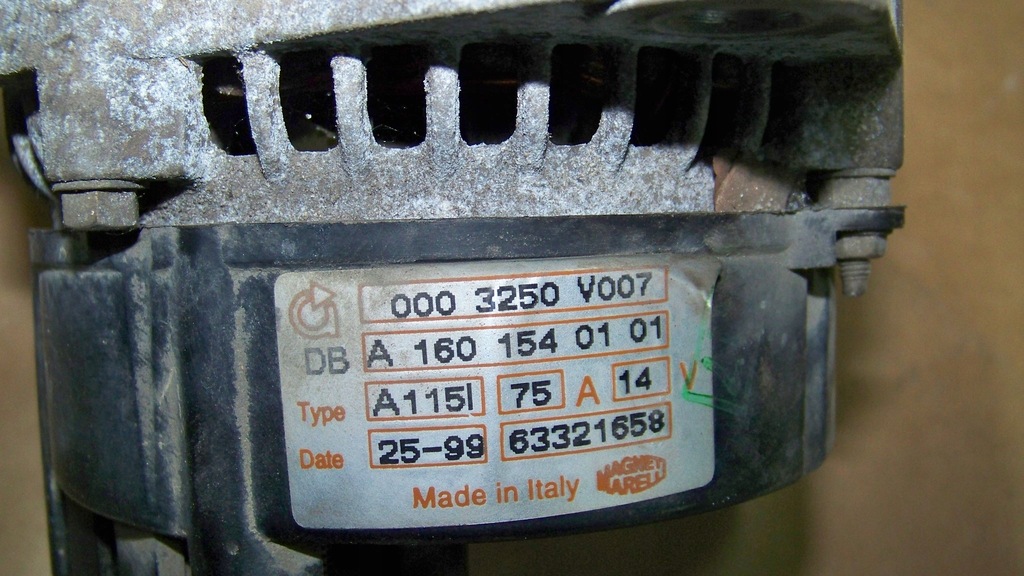 000 3250 V007
DB A 160 154 01 01
Type A115I 75 A 14 V
Date 25-99 63321658
Made in Italy MAGNETI MARELLI